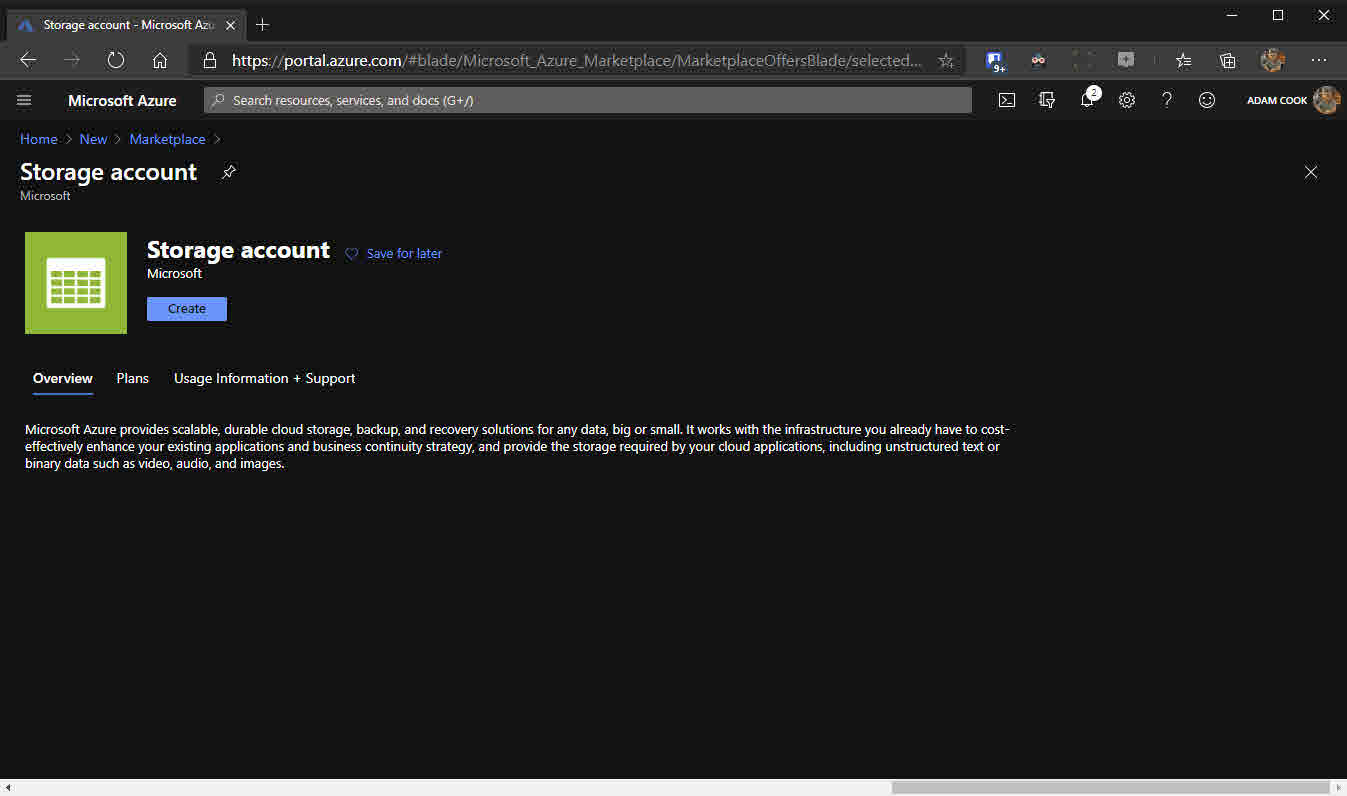 Storage account - Microsoft Azu
https://portal.azure.com/#blade/Microsoft_Azure_Marketplace/MarketplaceOffersBlade/selected...
9+
Microsoft Azure
Search resources, services, and docs (G+/)
2
ADAM COOK
Home > New > Marketplace >
Storage account
Microsoft
Storage account
Save for later
Microsoft
Create
Overview
Plans
Usage Information + Support
Microsoft Azure provides scalable, durable cloud storage, backup, and recovery solutions for any data, big or small. It works with the infrastructure you already have to cost-
effectively enhance your existing applications and business continuity strategy, and provide the storage required by your cloud applications, including unstructured text or
binary data such as video, audio, and images.